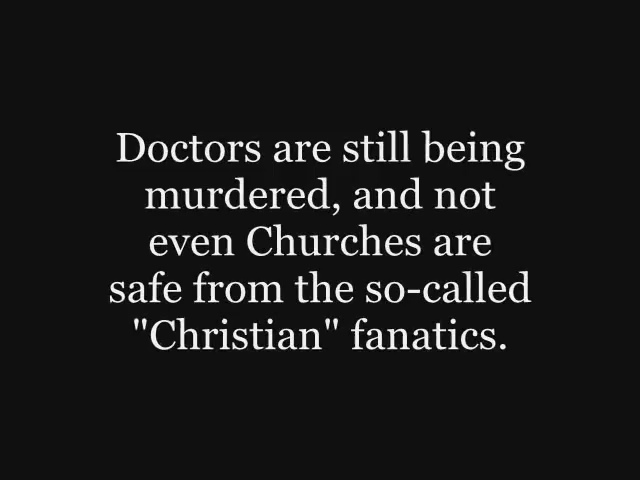 Doctors are still being
murdered, and not
even Churches are
safe from the so-called
"Christian" fanatics.